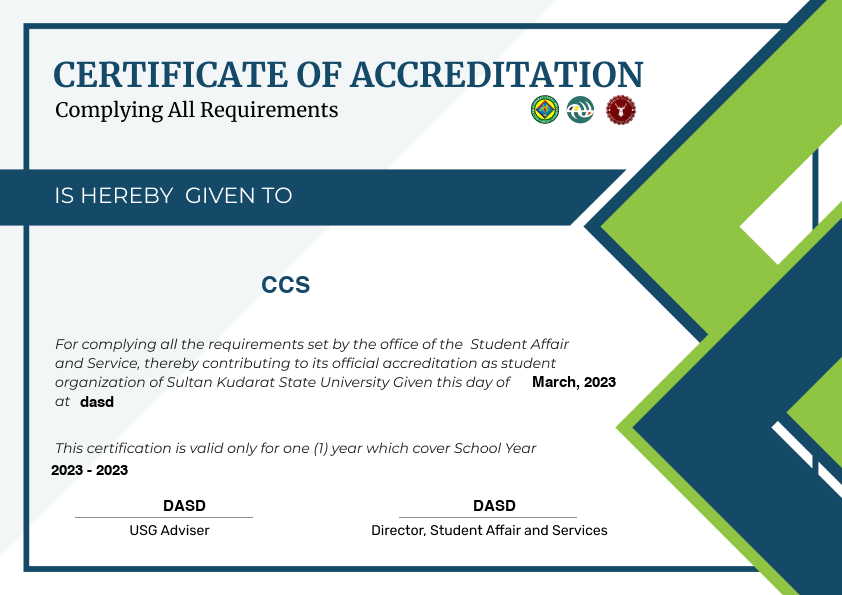 CERTIFICATE OF ACCREDITATION
Complying All Requirements
IS HEREBY GIVEN TO
CCS
For complying all the requirements set by the office of the Student Affair
and Service, thereby contributing to its official accreditation as student
organization of Sultan Kudarat State University Given this day of March, 2023
at dasd
This certification is valid only for one (1) year which cover School Year
2023 - 2023
DASD DASD
USG Adviser Director, Student Affair and Services